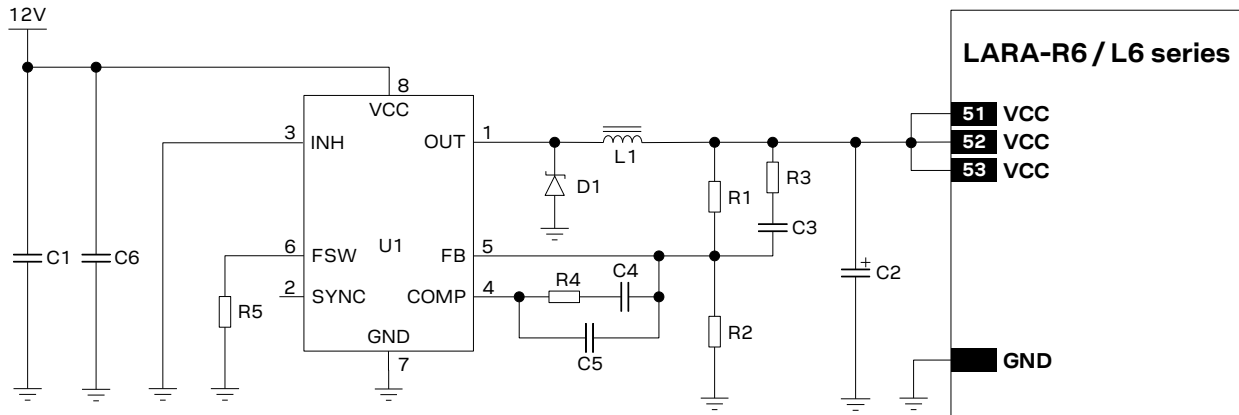 12V
LARA-R6 / L6 series
8
VCC
51 VCC
3 INH
OUT 1
52 VCC
L1
53 VCC
D1
R1
R3
C3
C1
C6
6 FSW
U1
FB 5
C2
2 SYNC
COMP 4
R4
C4
R5
R2
GND
C5
7
GND
+